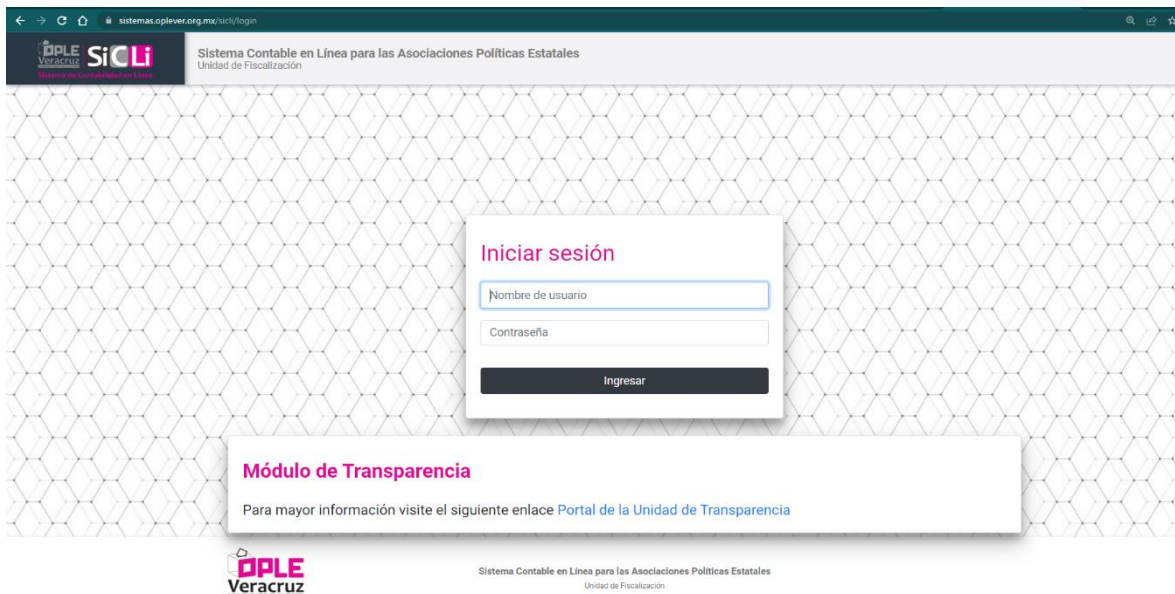 sistemas.oplever.org.mx/sicli/login
OPLE
Veracruz
SiCLi
Sistema de Contabilidad en Línea
Sistema Contable en Línea para las Asociaciones Políticas Estatales
Unidad de Fiscalización
Iniciar sesión
Nombre de usuario
Contraseña
Ingresar
Módulo de Transparencia
Para mayor información visite el siguiente enlace Portal de la Unidad de Transparencia
OPLE
Veracruz
Sistema Contable en Línea para las Asociaciones Políticas Estatales
Unidad de Fiscalización